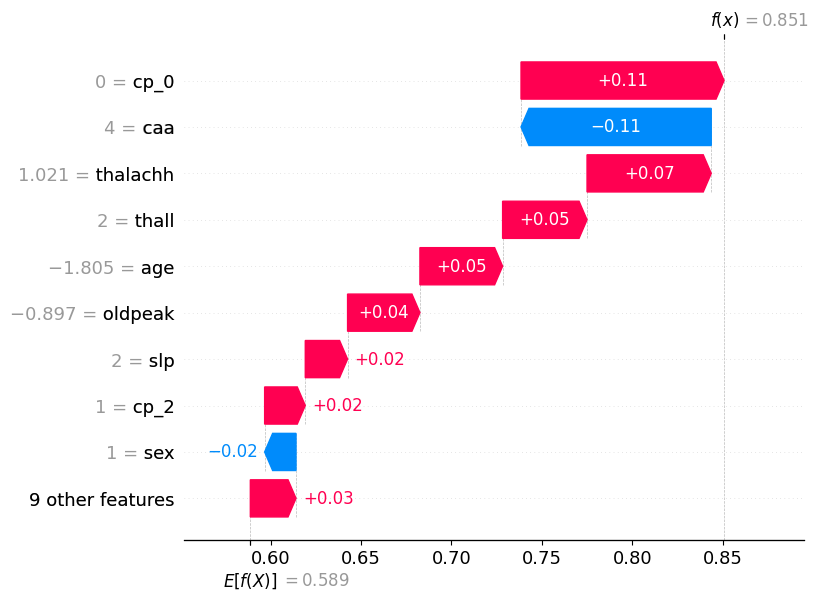 f(x) = 0.851
0 = cp_0 +0.11
4 = caa −0.11
1.021 = thalachh +0.07
2 = thall +0.05
−1.805 = age +0.05
−0.897 = oldpeak +0.04
2 = slp +0.02
1 = cp_2 +0.02
1 = sex −0.02
9 other features +0.03
0.60 0.65 0.70 0.75 0.80 0.85
E[f(X)] = 0.589